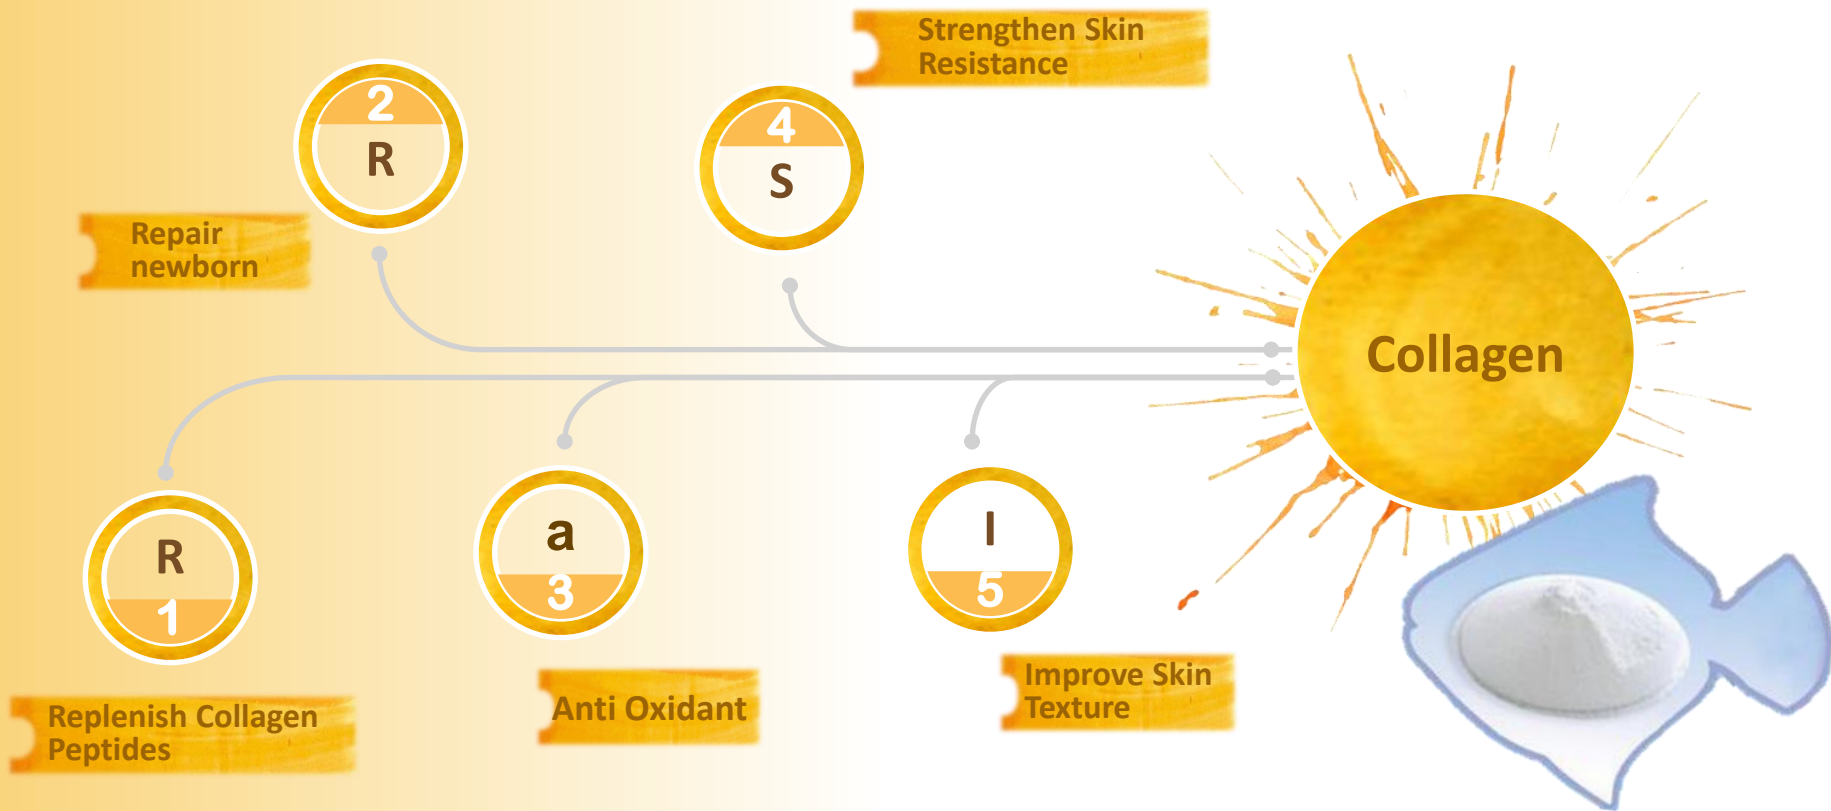 Strengthen Skin
Resistance
2
R
4
S
Repair
newborn
Collagen
R
1
a
3
I
5
Replenish Collagen
Peptides
Anti Oxidant
Improve Skin
Texture